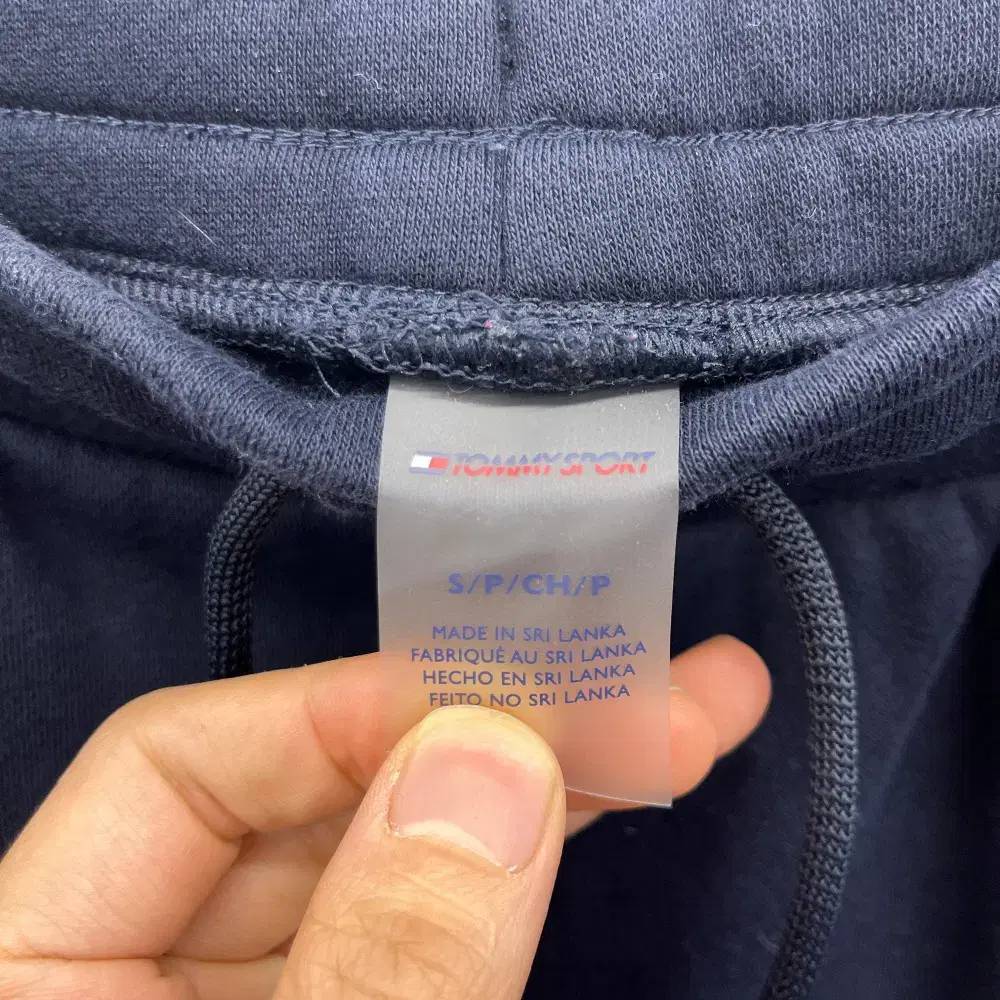 TOMMY SPORT
S/P/CH/P
MADE IN SRI LANKA
FABRIQUÉ AU SRI LANKA
HECHO EN SRI LANKA
FEITO NO SRI LANKA